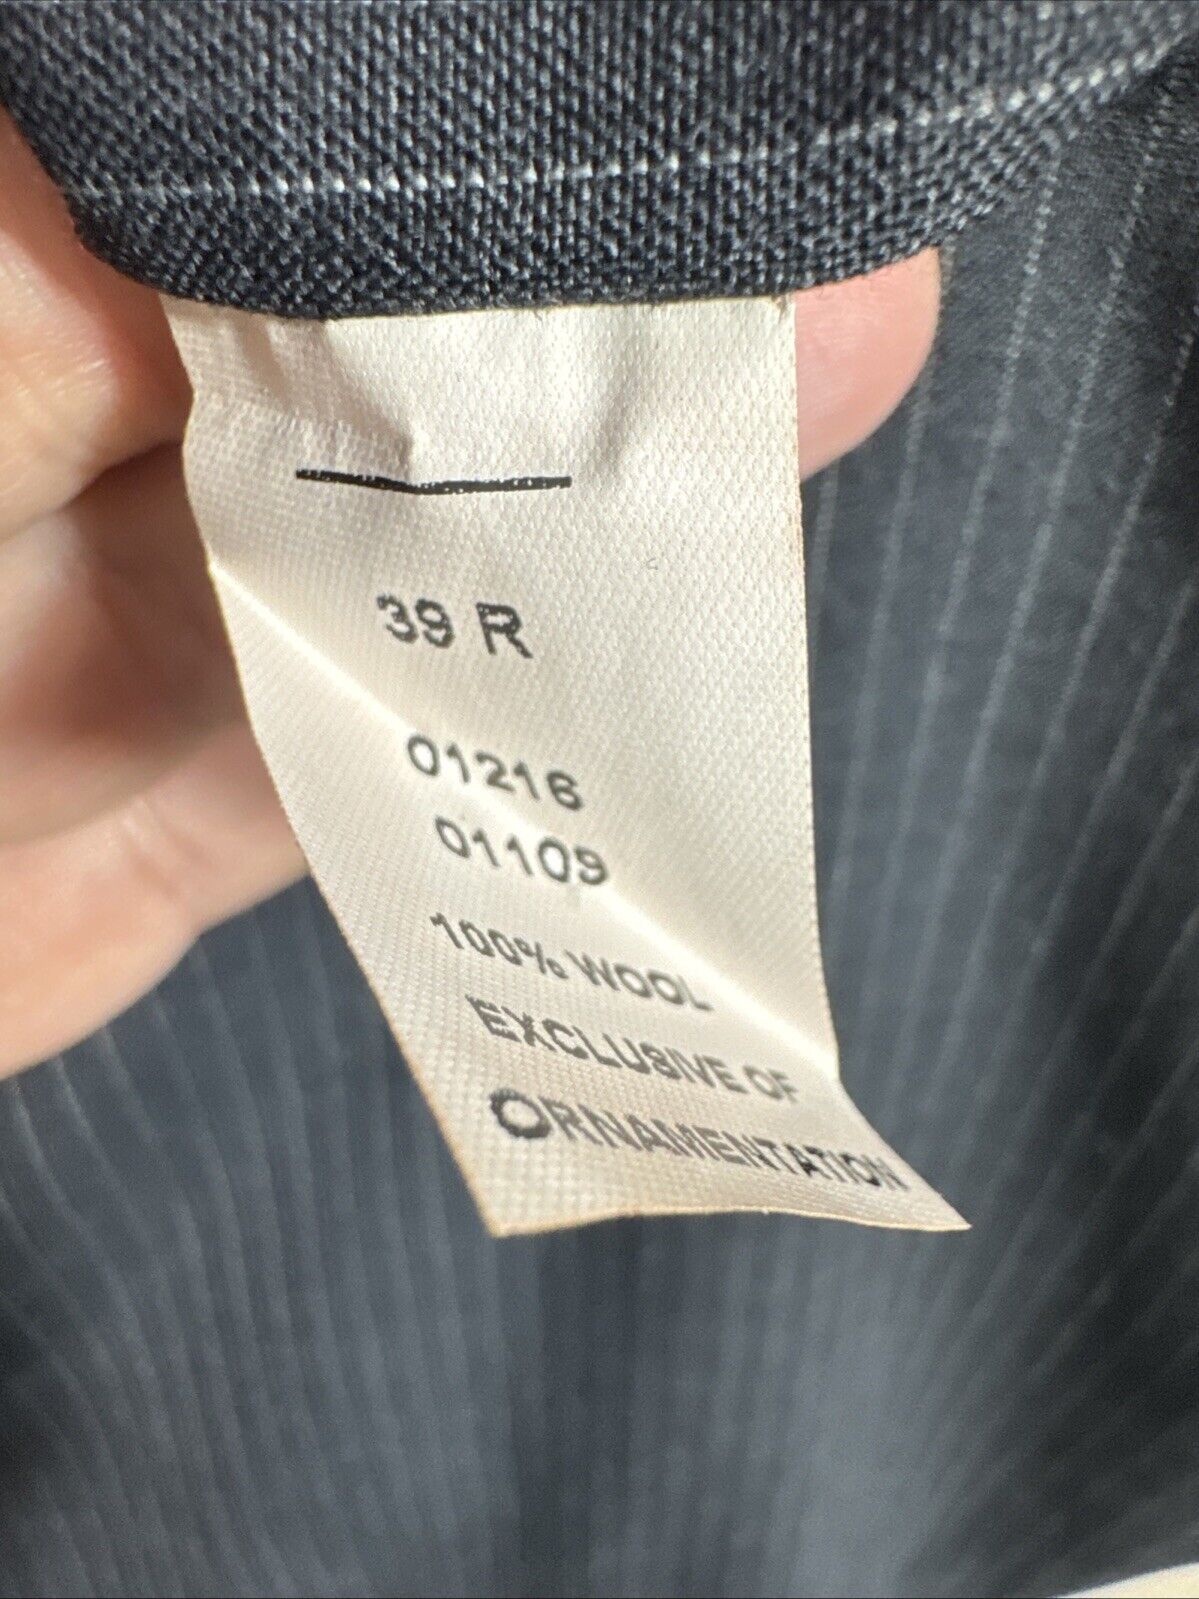 39 R
01216
01109
100% WOOL
EXCLUSIVE OF
ORNAMENTATION